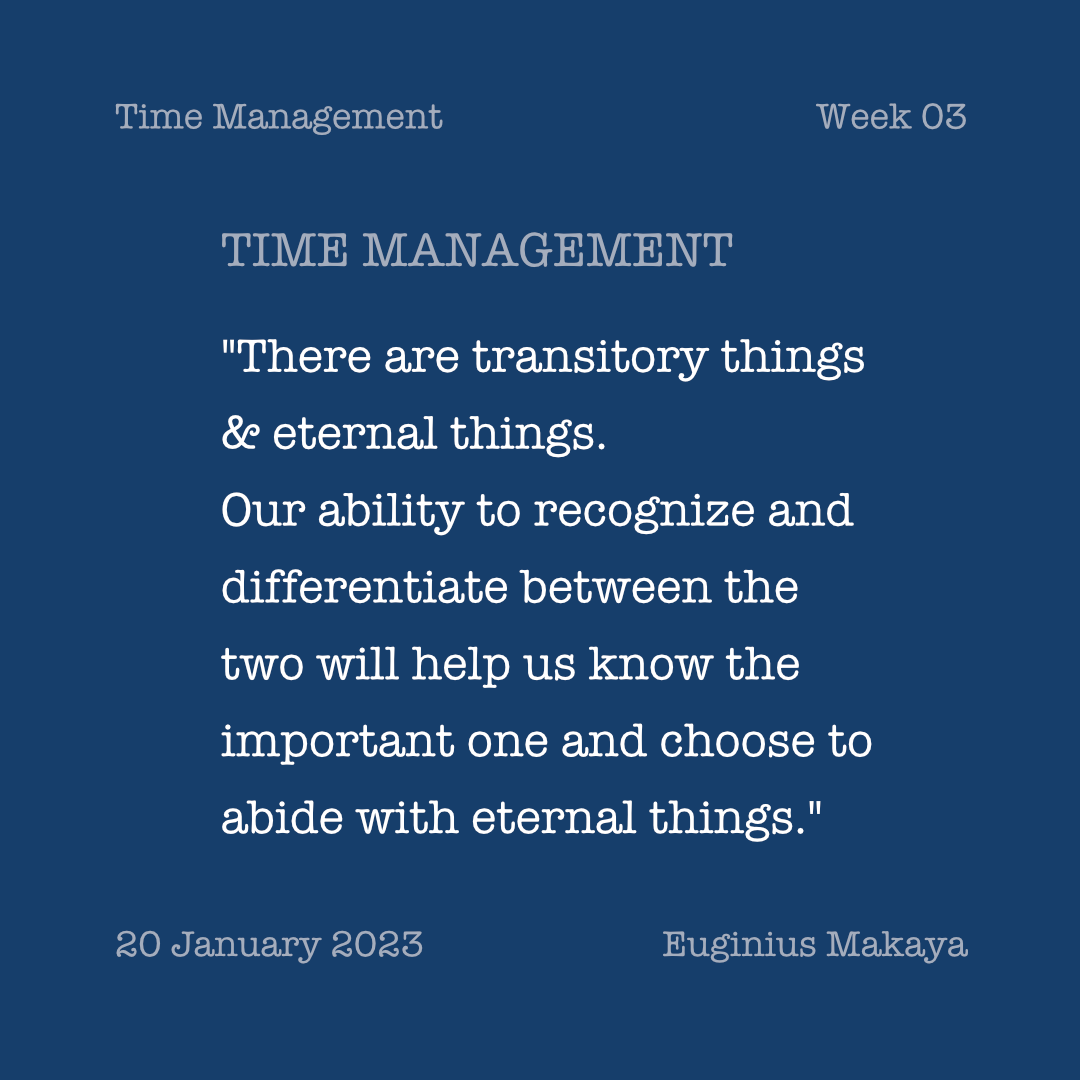 Time Management
Week 03
TIME MANAGEMENT
"There are transitory things
& eternal things.
Our ability to recognize and
differentiate between the
two will help us know the
important one and choose to
abide with eternal things."
20 January 2023
Euginius Makaya